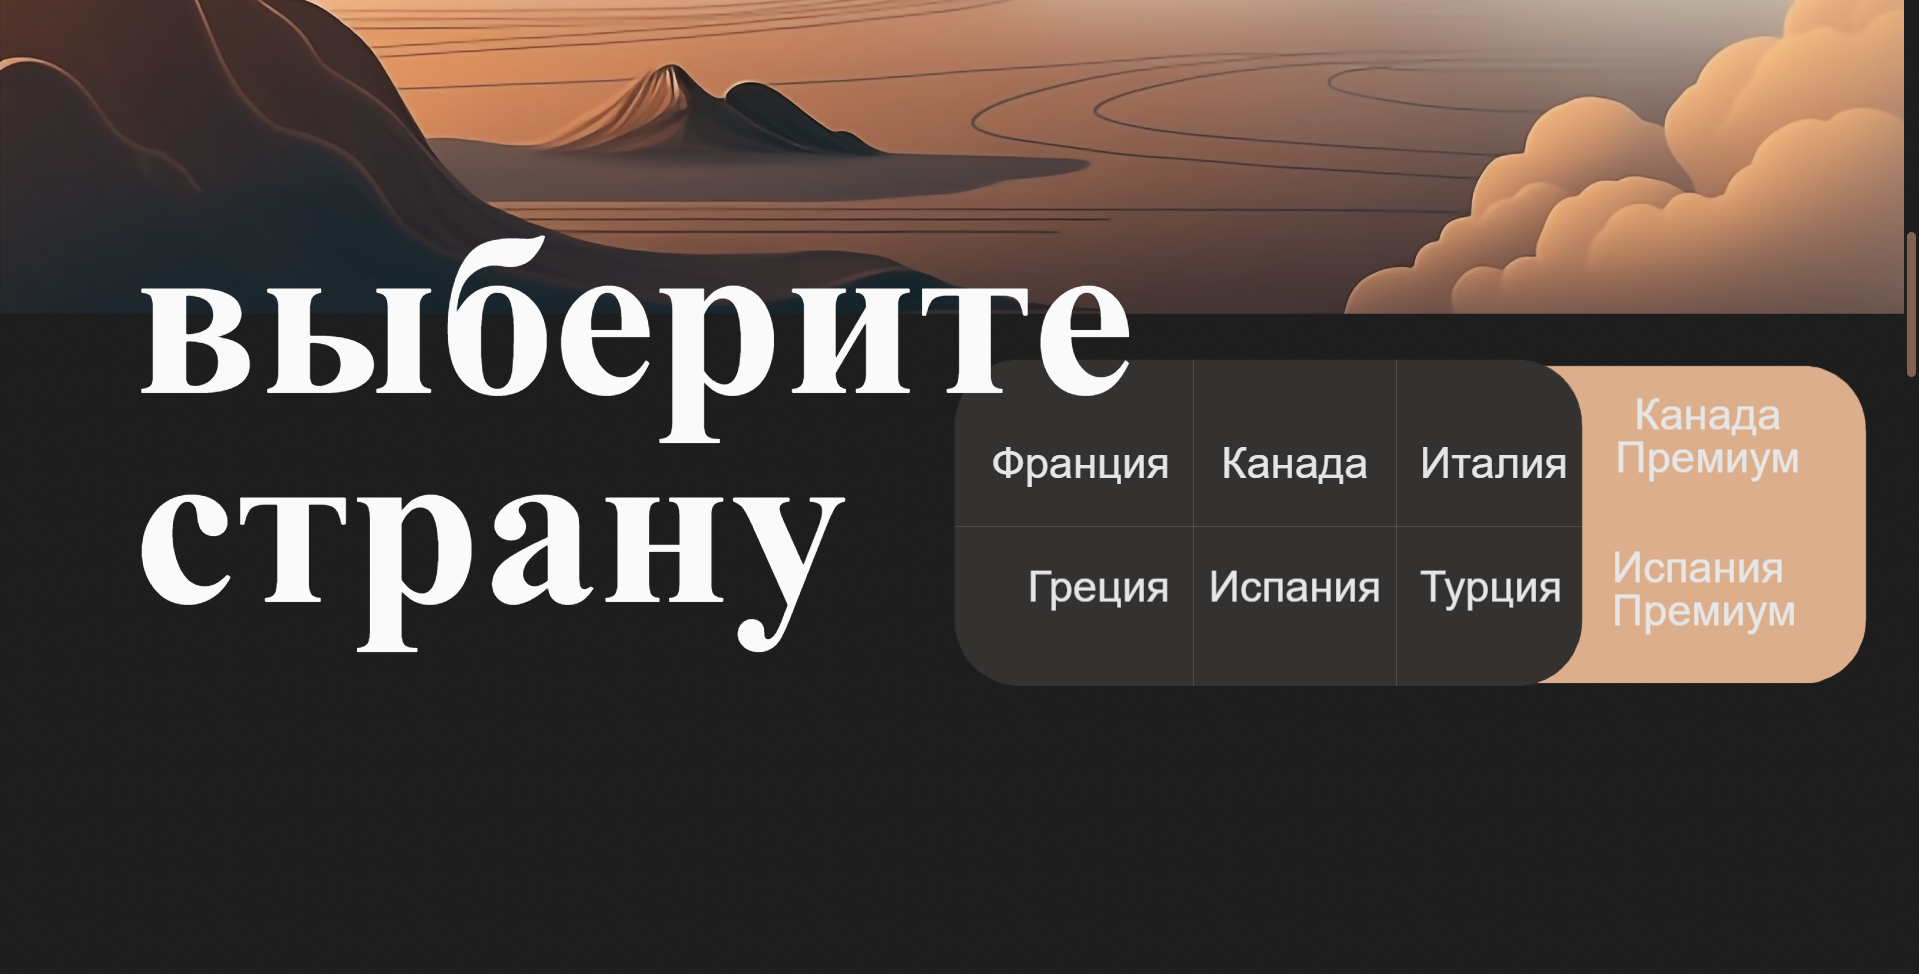 выберите
страну
Франция
Канада
Италия
Канада
Премиум
Греция
Испания
Турция
Испания
Премиум